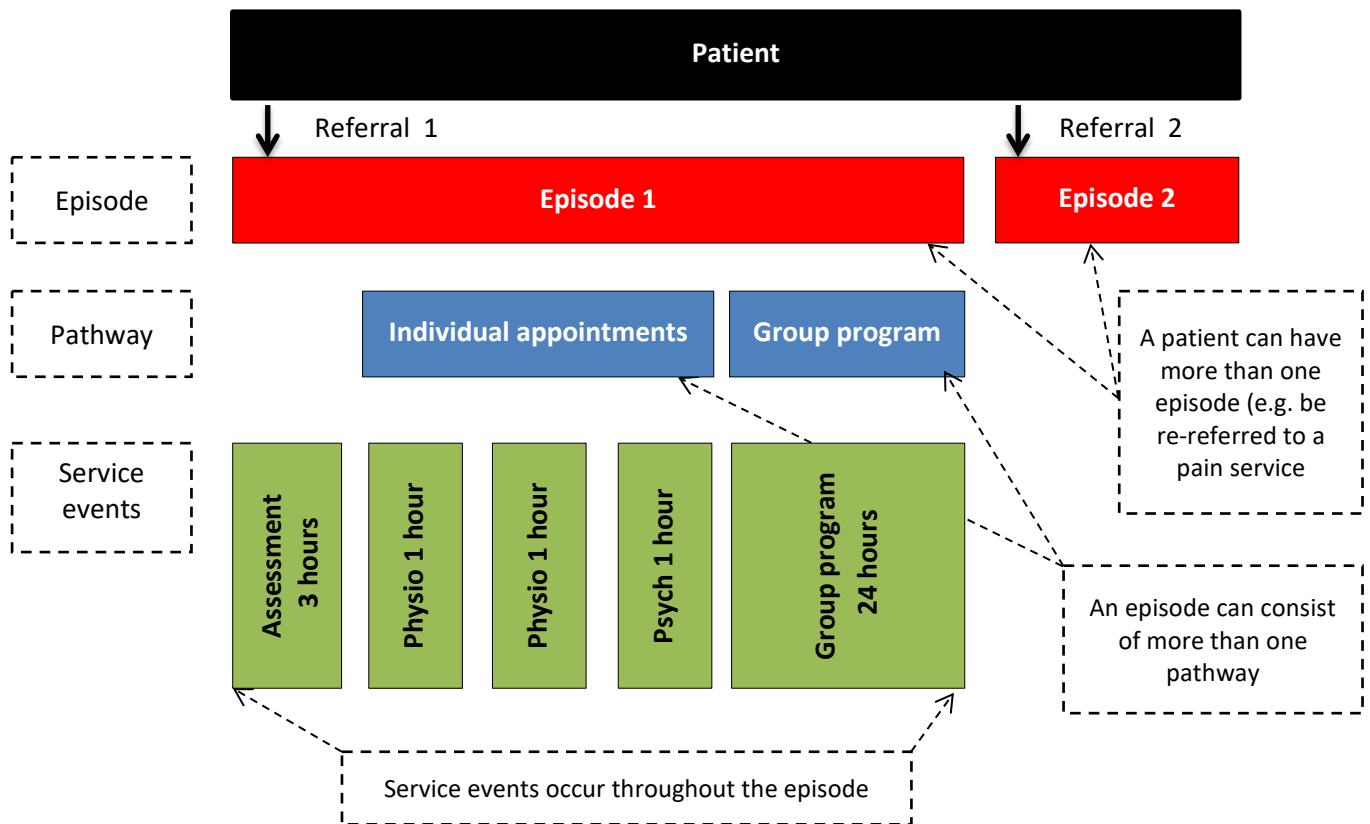 Patient
Referral 1
Referral 2
Episode
Episode 1
Episode 2
Pathway
Individual appointments
Group program
A patient can have
more than one
episode (e.g. be
re-referred to a
pain service
Service
events
Assessment
3 hours
Physio 1 hour
Physio 1 hour
Psych 1 hour
Group program
24 hours
An episode can consist
of more than one
pathway
Service events occur throughout the episode